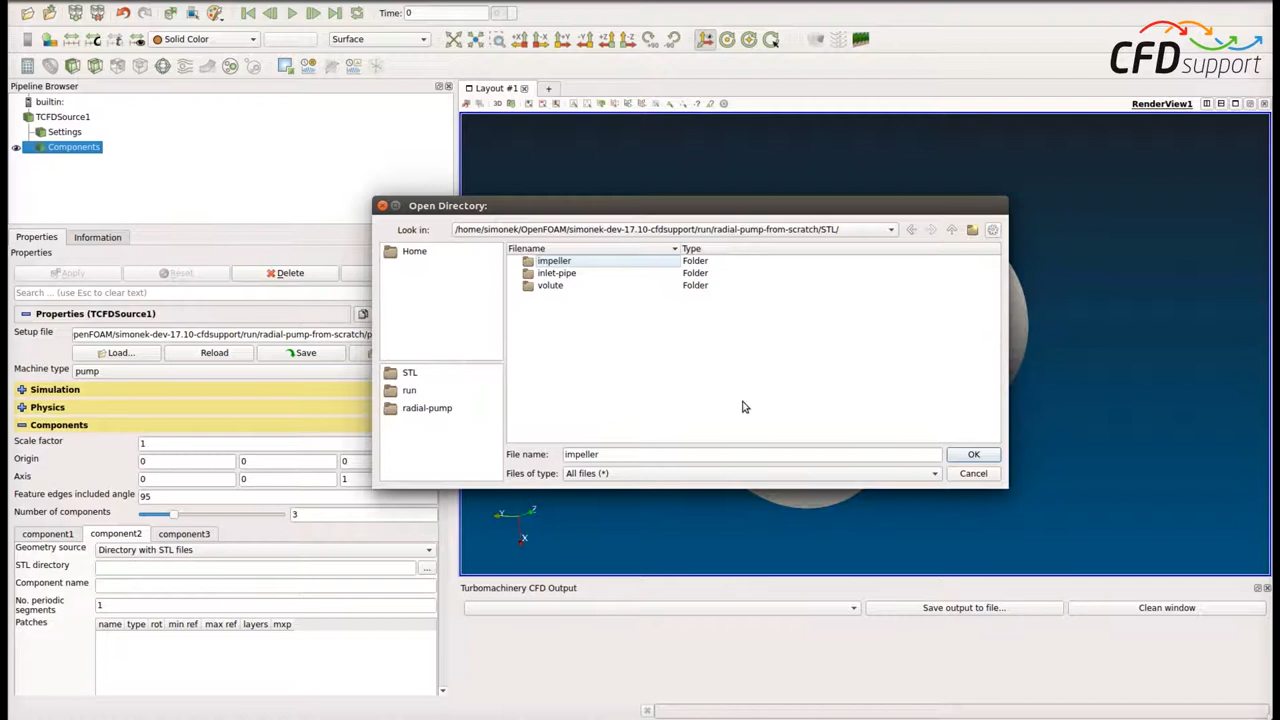 Time: 0
CFDsupport
Solid Color
Surface
+X -X +Y -Y +Z -Z
Pipeline Browser
builtin:
TCFDSource1
Settings
Components
Layout #1
+
3D
RenderView1
Open Directory:
Look in: /home/simonek/OpenFOAM/simonek-dev-17.10-cfdsupport/run/radial-pump-from-scratch/STL/
Home
STL
run
radial-pump
Filename Type
impeller Folder
inlet-pipe Folder
volute Folder
File name: impeller OK
Files of type: All files (*) Cancel
Properties Information
Properties
Apply Reset Delete
Search ... (use Esc to clear text)
Properties (TCFDSource1)
Setup file penFOAM/simonek-dev-17.10-cfdsupport/run/radial-pump-from-scratch/p
Load... Reload Save
Machine type pump
Simulation
Physics
Components
Scale factor 1
Origin 0 0 0
Axis 0 0 1
Feature edges included angle 95
Number of components 3
component1 component2 component3
Geometry source Directory with STL files
STL directory ...
Component name
No. periodic
segments 1
Patches name type rot min ref max ref layers mxp
Y Z
X
Turbomachinery CFD Output
Save output to file... Clean window